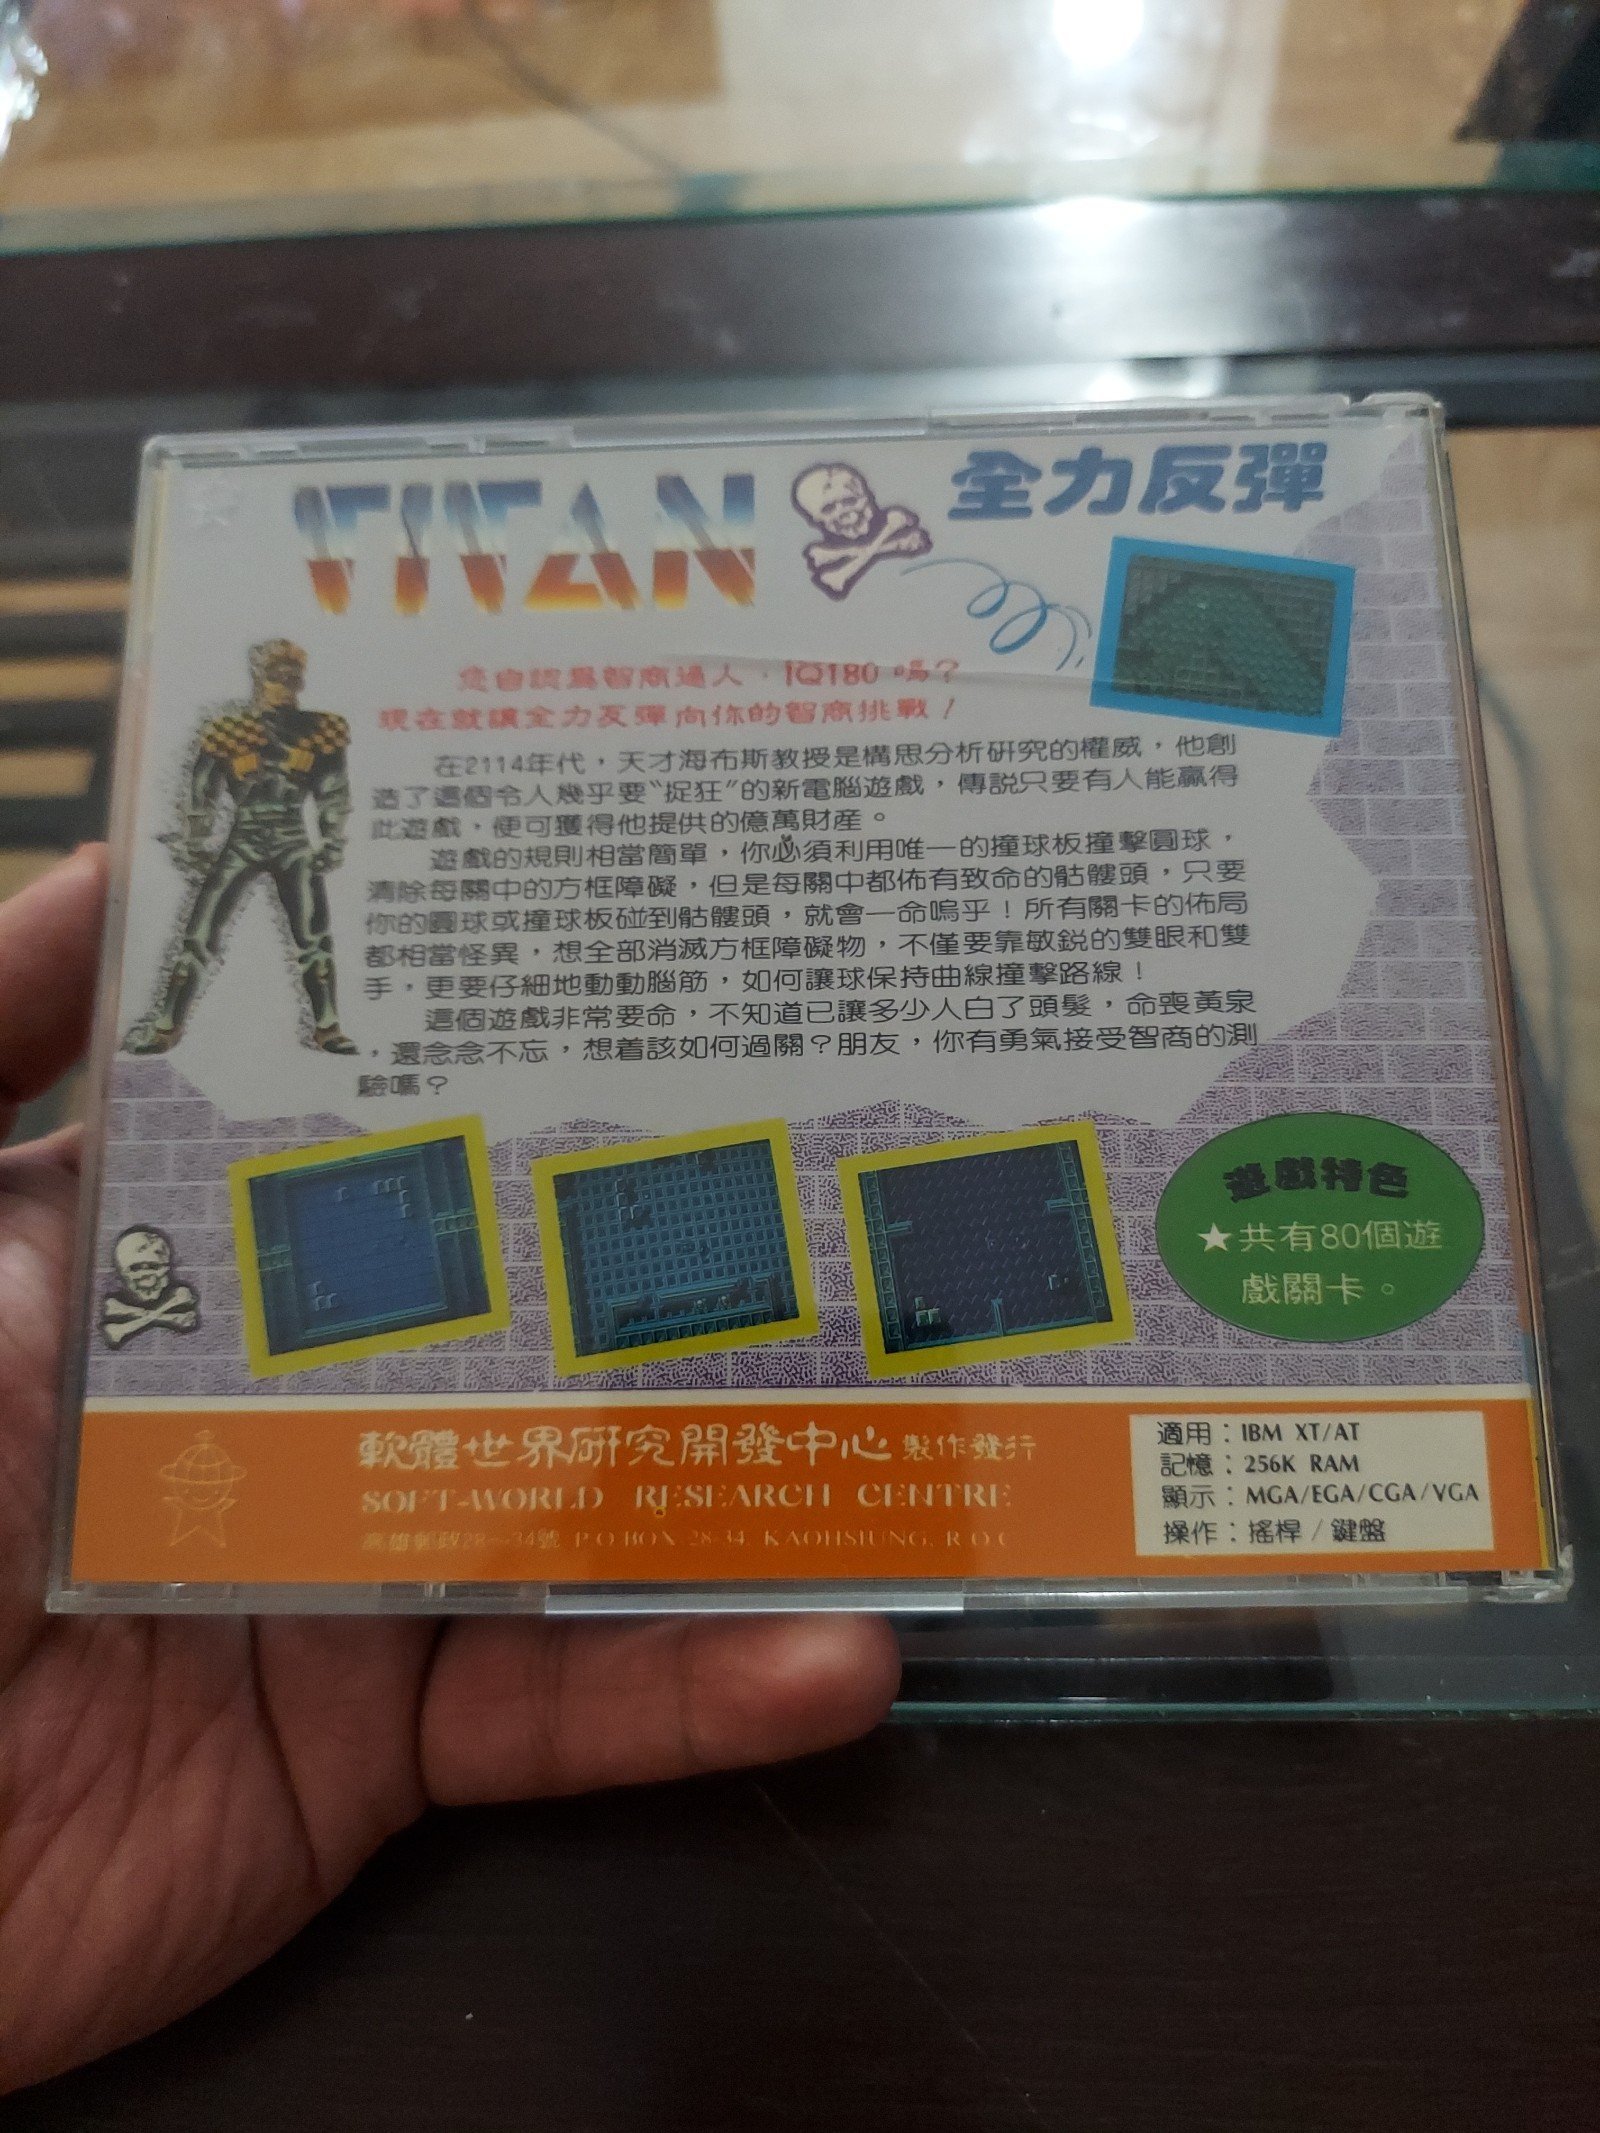 TITAN
全力反彈
您自認爲智商過人，IQ180 嗎？
現在就讓全力反彈向你的智商挑戰！
在2114年代，天才海布斯教授是構思分析研究的權威，他創
造了這個令人幾乎要“捉狂”的新電腦遊戲，傳説只要有人能贏得
此遊戲，便可獲得他提供的億萬財產。
遊戲的規則相當簡單，你必須利用唯一的撞球板撞擊圓球，
清除每關中的方框障礙，但是每關中都佈有致命的骷髏頭，只要
你的圓球或撞球板碰到骷髏頭，就會一命嗚乎！所有關卡的佈局
都相當怪異，想全部消滅方框障礙物，不僅要靠敏鋭的雙眼和雙
手，更要仔細地動動腦筋，如何讓球保持曲線撞擊路線！
這個遊戲非常要命，不知道已讓多少人白了頭髮，命喪黃泉
，還念念不忘，想着該如何過關？朋友，你有勇氣接受智商的測
驗嗎？
遊戲特色
★共有80個遊
戲關卡。
軟體世界研究開發中心 製作發行
SOFT-WORLD RESEARCH CENTRE
高雄郵政28-34號 P.O.BOX 28-34 KAOHSIUNG, R.O.C
適用：IBM XT/AT
記憶：256K RAM
顯示：MGA/EGA/CGA/VGA
操作：搖桿/鍵盤